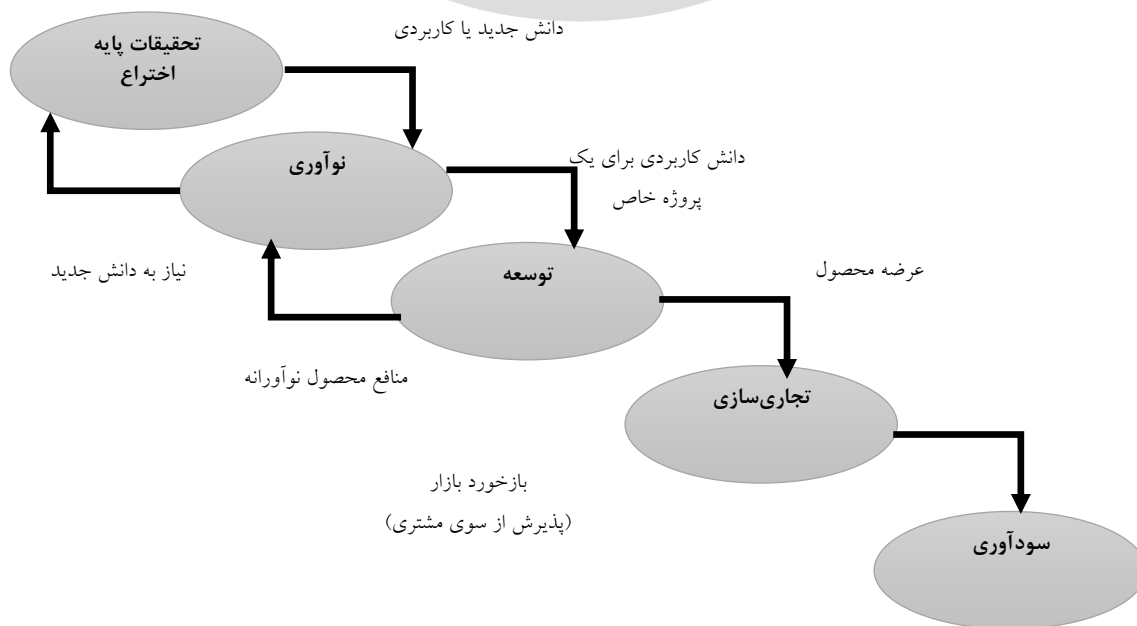 دانش جدید یا کاربردی
تحقیقات پایه
اختراع
دانش کاربردی برای یک
پروژه خاص
نوآوری
عرضه محصول
توسعه
نیاز به دانش جدید
منافع محصول نوآورانه
تجاری‌سازی
بازخورد بازار
(پذیرش از سوی مشتری)
سودآوری